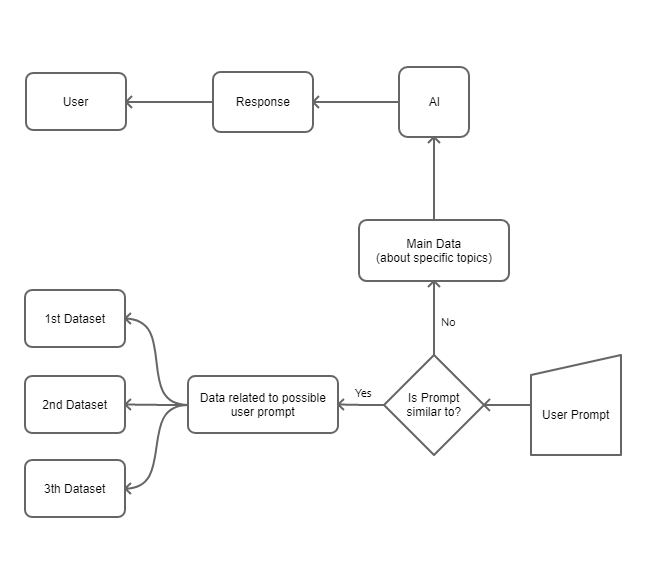 User
Response
AI
Main Data
(about specific topics)
No
1st Dataset
2nd Dataset
3th Dataset
Data related to possible
user prompt
Yes
Is Prompt
similar to?
User Prompt